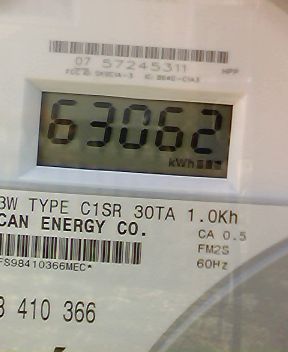 07 57245311
63062
kWh
3W TYPE C1SR 30TA 1.0Kh
CAN ENERGY CO.
CA 0.5
FM2S
60Hz
FS98410366MEC*
3 410 366